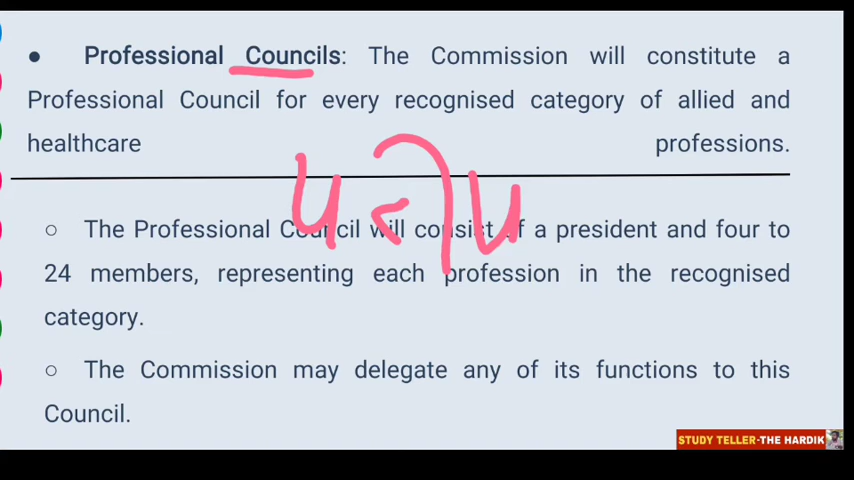 ● Professional Councils: The Commission will constitute a
Professional Council for every recognised category of allied and
healthcare professions.
○ The Professional Council will consist of a president and four to
24 members, representing each profession in the recognised
category.
○ The Commission may delegate any of its functions to this
Council.
STUDY TELLER-THE HARDIK